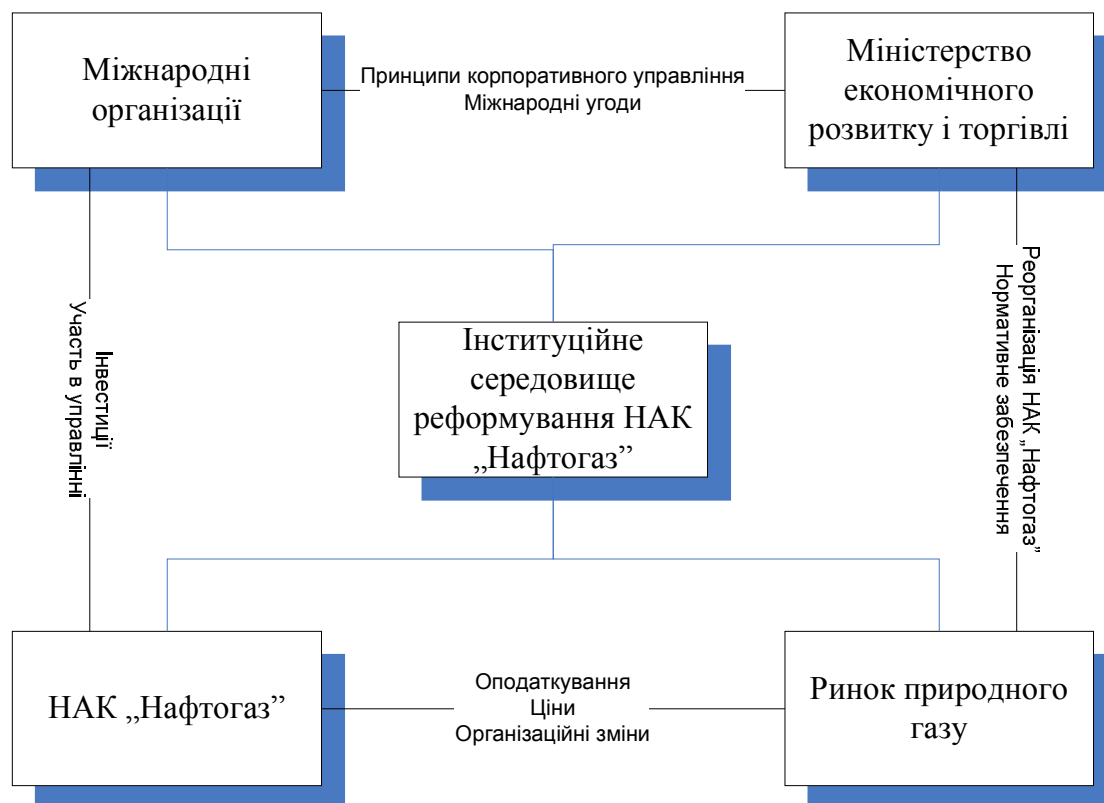 Міжнародні
організації
Принципи корпоративного управління
Міжнародні угоди
Міністерство
економічного
розвитку і торгівлі
Інвестиції
Участь в управлінні
Інституційне
середовище
реформування НАК
„Нафтогаз”
Реорганізація НАК „Нафтогаз”
Нормативне забезпечення
НАК „Нафтогаз”
Оподаткування
Ціни
Організаційні зміни
Ринок природного
газу